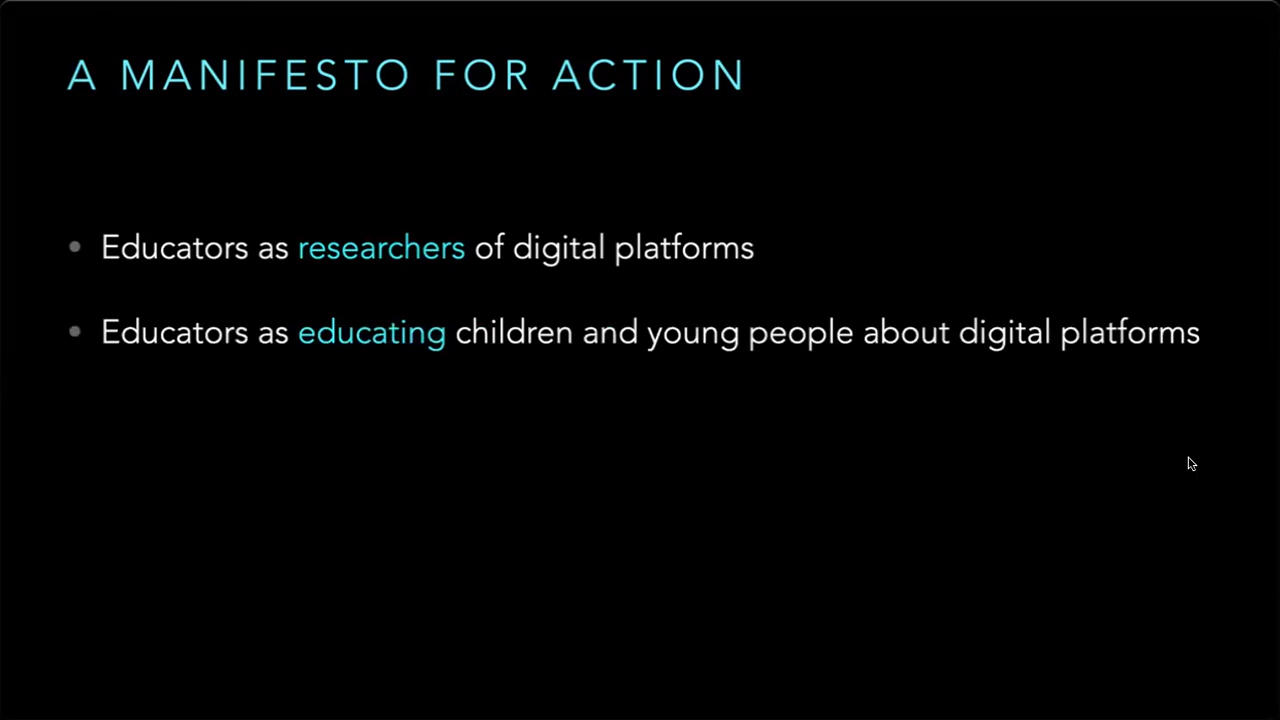 A MANIFESTO FOR ACTION
• Educators as researchers of digital platforms
• Educators as educating children and young people about digital platforms